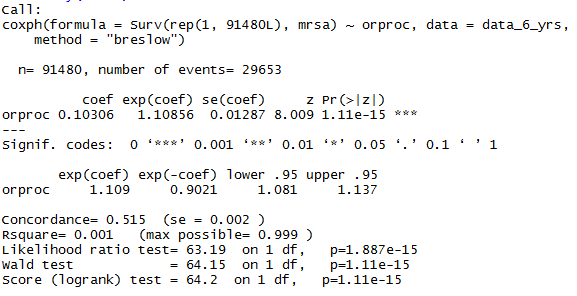 Call:
coxph(formula = Surv(rep(1, 91480L), mrsa) ~ orproc, data = data_6_yrs,
    method = "breslow")
  n= 91480, number of events= 29653
          coef exp(coef) se(coef)     z Pr(>|z|)
orproc 0.10306   1.10856  0.01287 8.009 1.11e-15 ***
---
Signif. codes:  0 ‘***’ 0.001 ‘**’ 0.01 ‘*’ 0.05 ‘.’ 0.1 ‘ ’ 1
       exp(coef) exp(-coef) lower .95 upper .95
orproc     1.109     0.9021     1.081     1.137
Concordance= 0.515  (se = 0.002 )
Rsquare= 0.001   (max possible= 0.999 )
Likelihood ratio test= 63.19  on 1 df,   p=1.887e-15
Wald test            = 64.15  on 1 df,   p=1.11e-15
Score (logrank) test = 64.2  on 1 df,   p=1.11e-15